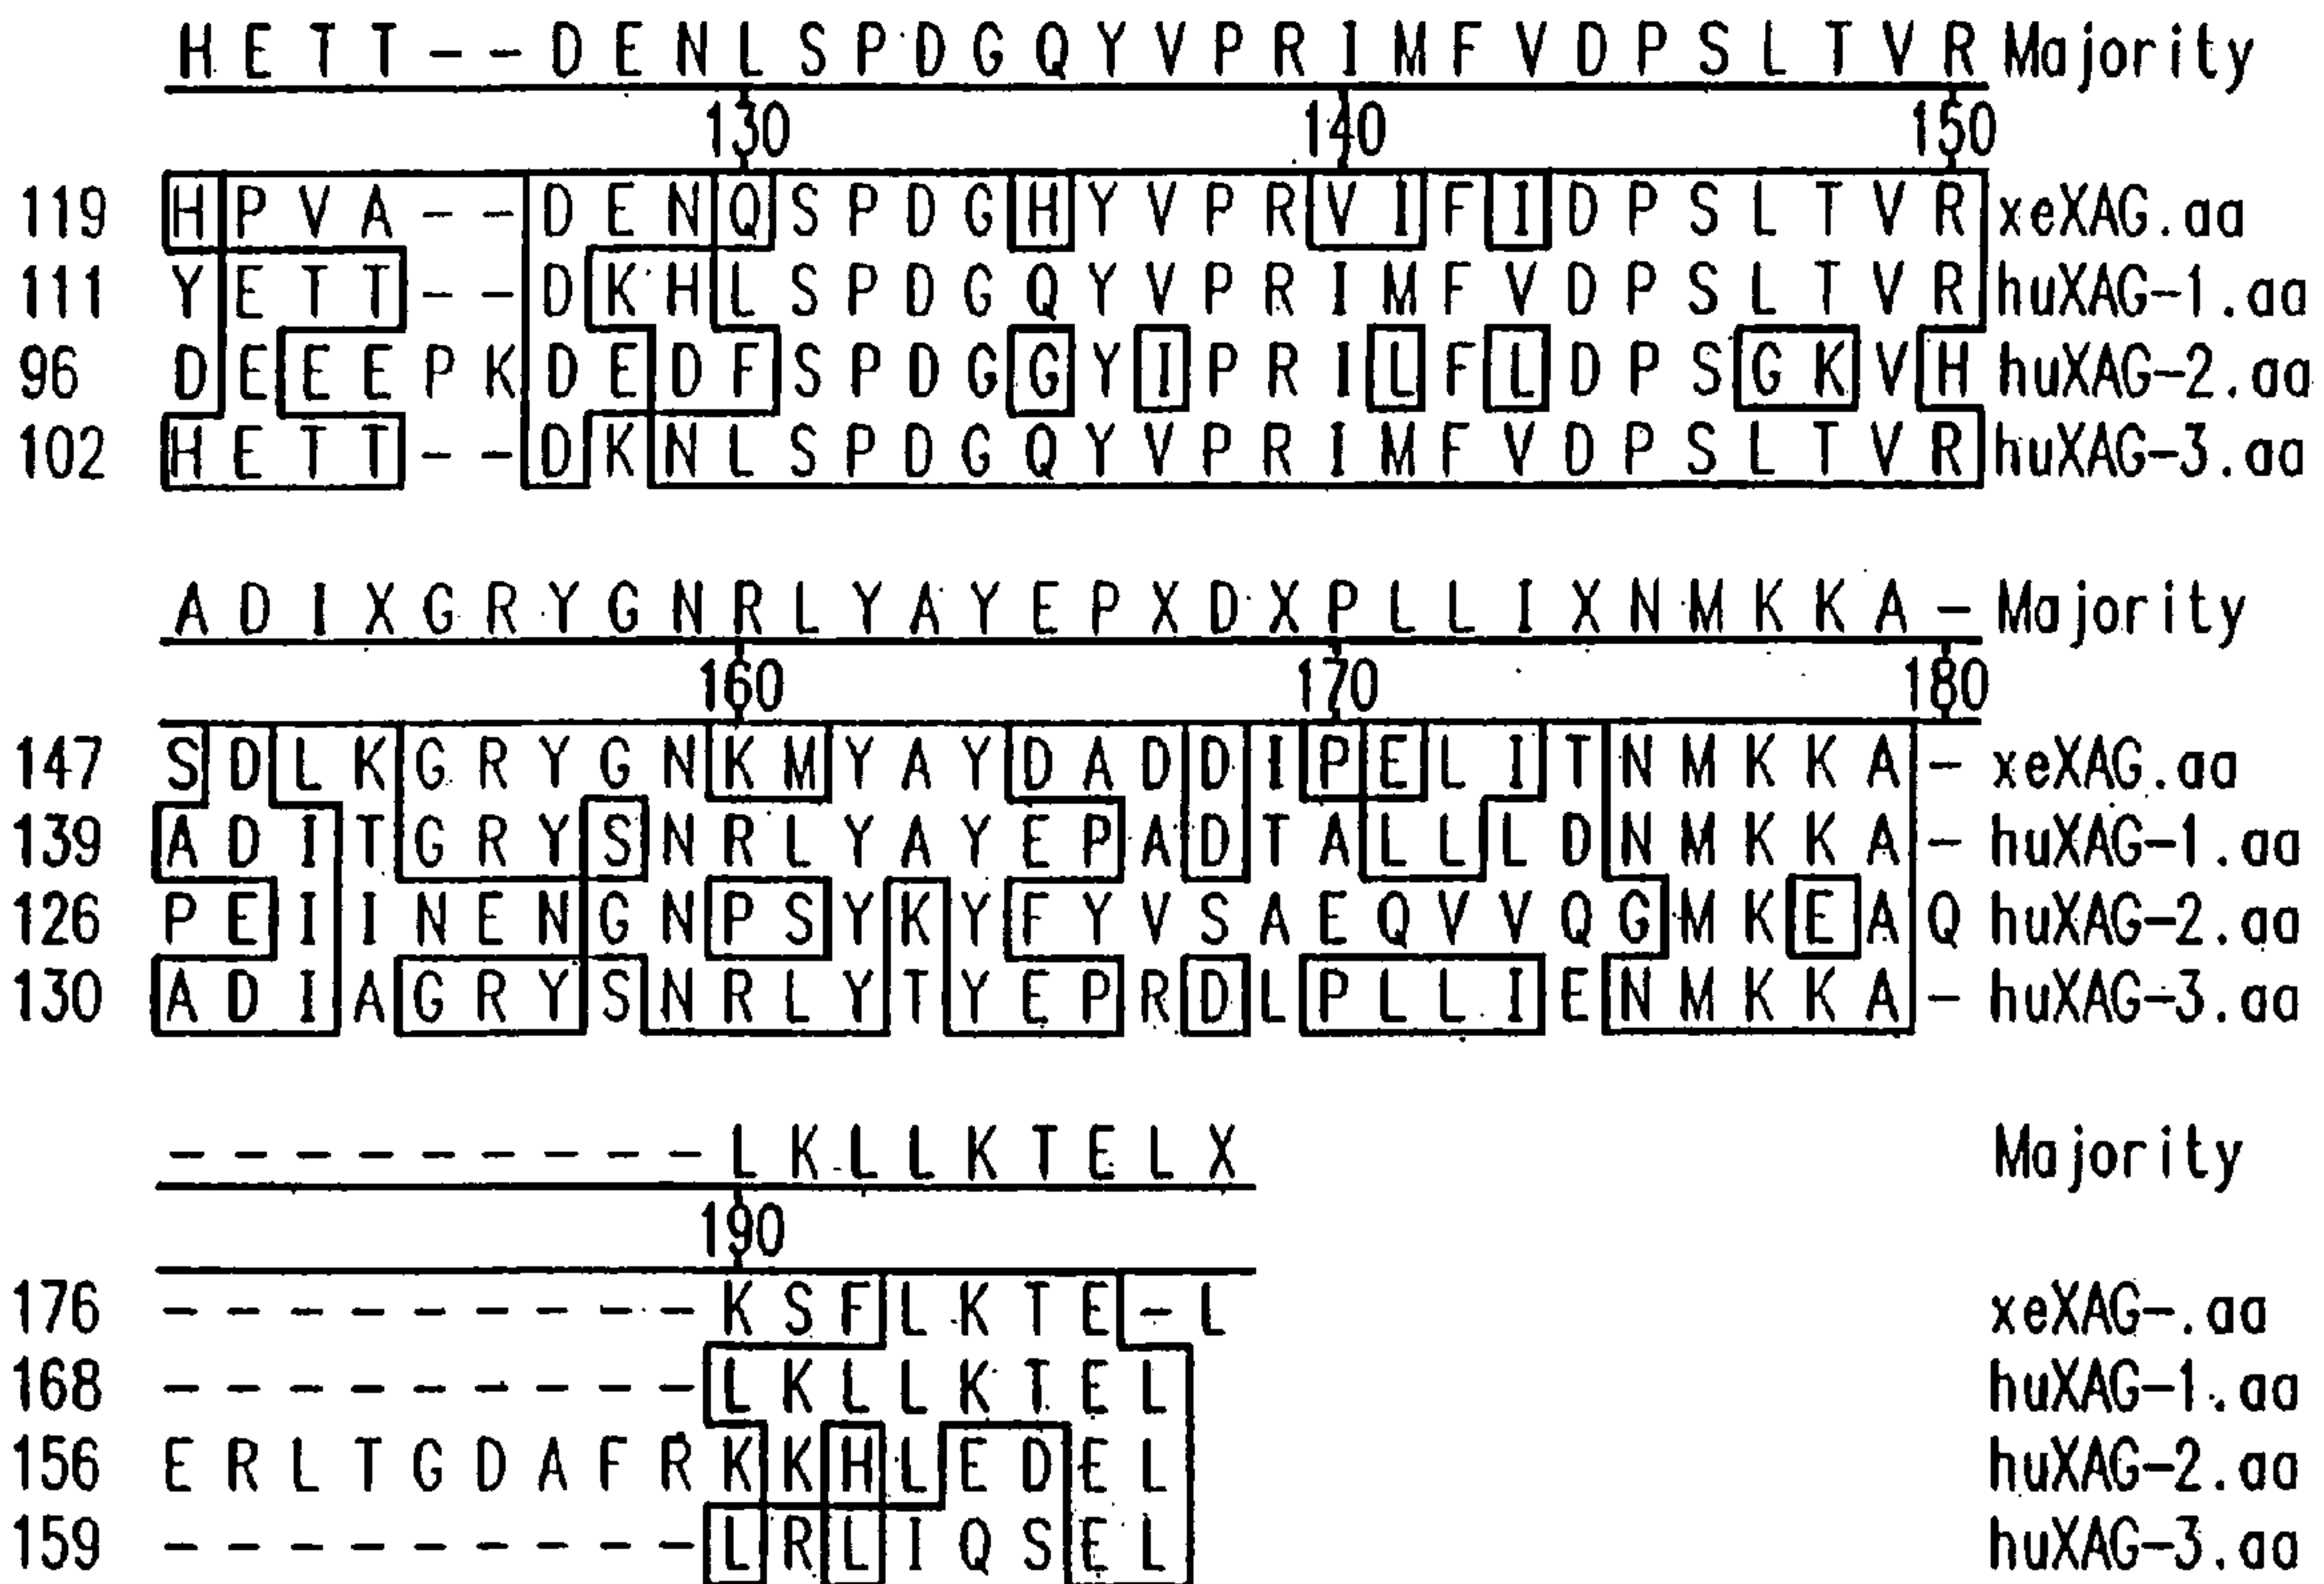 H E T T - - D E N L S P D G Q Y V P R I M F V D P S L T V R Majority
130 140 150
119 H P V A - - D E N Q S P D G H Y V P R V I F I D P S L T V R xeXAG.aa
111 Y E T T - - D K H L S P D G Q Y V P R I M F V D P S L T V R huXAG-1.aa
96 D E E E P K D E D F S P D G G Y I P R I L F L D P S G K V H huXAG-2.aa
102 H E T T - - D K N L S P D G Q Y V P R I M F V D P S L T V R huXAG-3.aa
A D I X G R Y G N R L Y A Y E P X D X P L L I X N M K K A - Majority
160 170 180
147 S D L K G R Y G N K M Y A Y D A D D I P E L I T N M K K A - xeXAG.aa
139 A D I T G R Y S N R L Y A Y E P A D T A L L L D N M K K A - huXAG-1.aa
126 P E I I N E N G N P S Y K Y F Y V S A E Q V V Q G M K E A Q huXAG-2.aa
130 A D I A G R Y S N R L Y T Y E P R D L P L L I E N M K K A - huXAG-3.aa
- - - - - - - - - L K L L K T E L X Majority
190
176 - - - - - - - - - K S F L K T E - L xeXAG-.aa
168 - - - - - - - - - L K L L K T E L huXAG-1.aa
156 E R L T G D A F R K K H L E D E L huXAG-2.aa
159 - - - - - - - - - L R L I Q S E L huXAG-3.aa